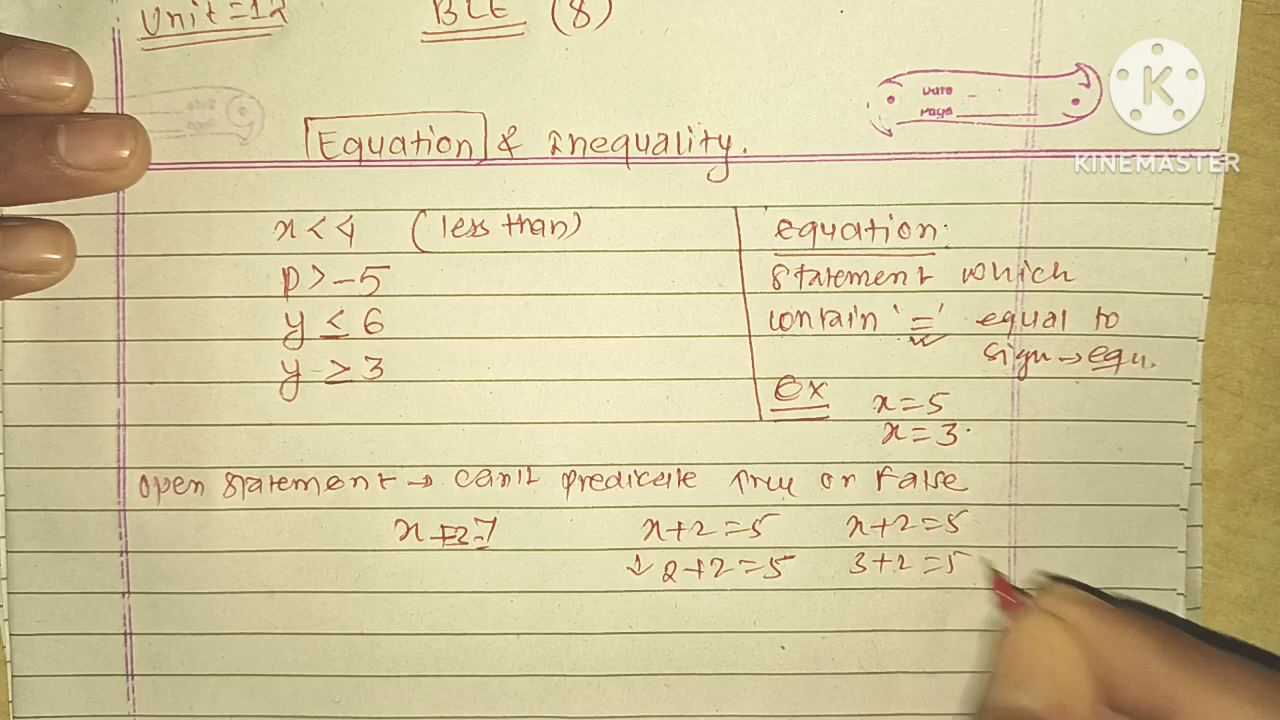 Unit = 12 BLE (8)
Date
Page
K
KINEMASTER
Equation & Inequality.
x < 4 (less than)
p > -5
y ≤ 6
y ≥ 3
equation.
Statement which
contain '=' equal to
sign → equ.
Ex x = 5
x = 3.
open statement → can't predicate true or False
x + 2 = 5 x + 2 = 5
↓ 2 + 2 = 5 3 + 2 = 5